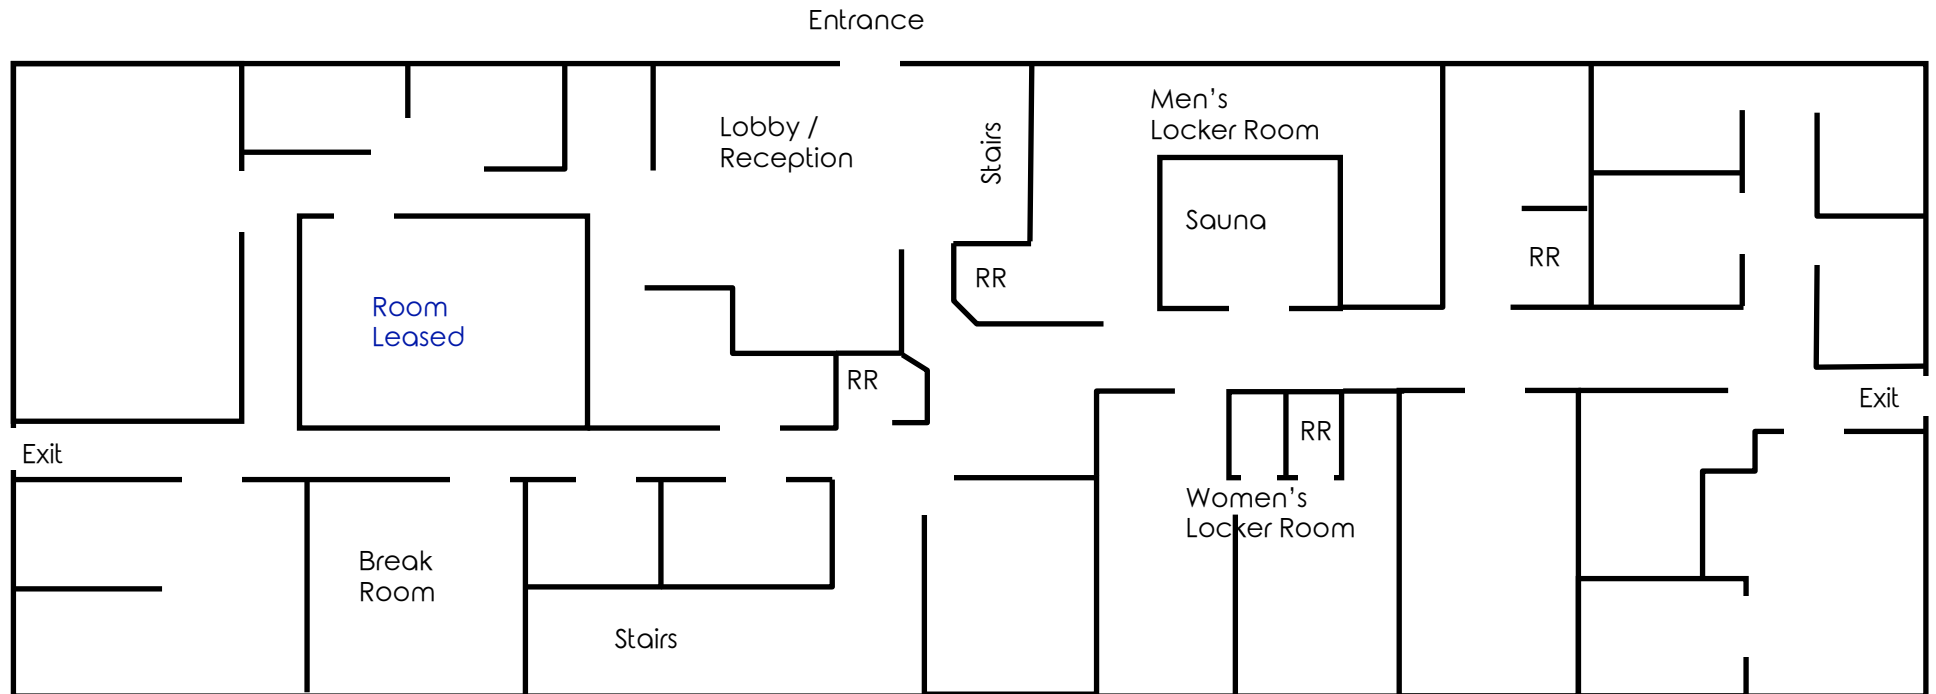 Entrance
Men's
Locker Room
Lobby /
Reception
Stairs
Sauna
RR
RR
Room
Leased
RR
Exit
RR
Exit
Women's
Locker Room
Break
Room
Stairs